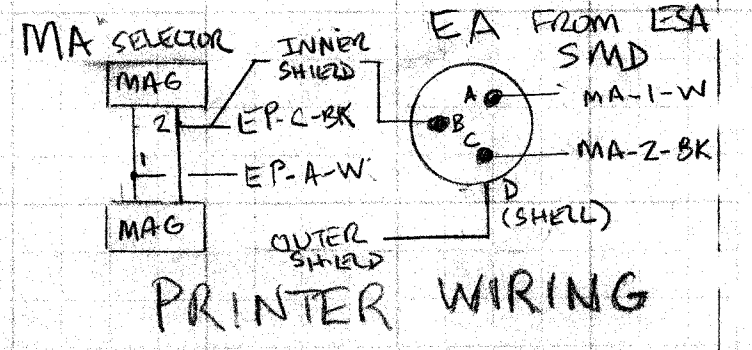 MA SELECTOR
MAG
2
1
MAG
INNER
SHIELD
EP-C-BK
EP-A-W
OUTER
SHIELD
EA FROM ESA
SMD
A
B
C
D
(SHELL)
MA-1-W
MA-2-BK
PRINTER WIRING